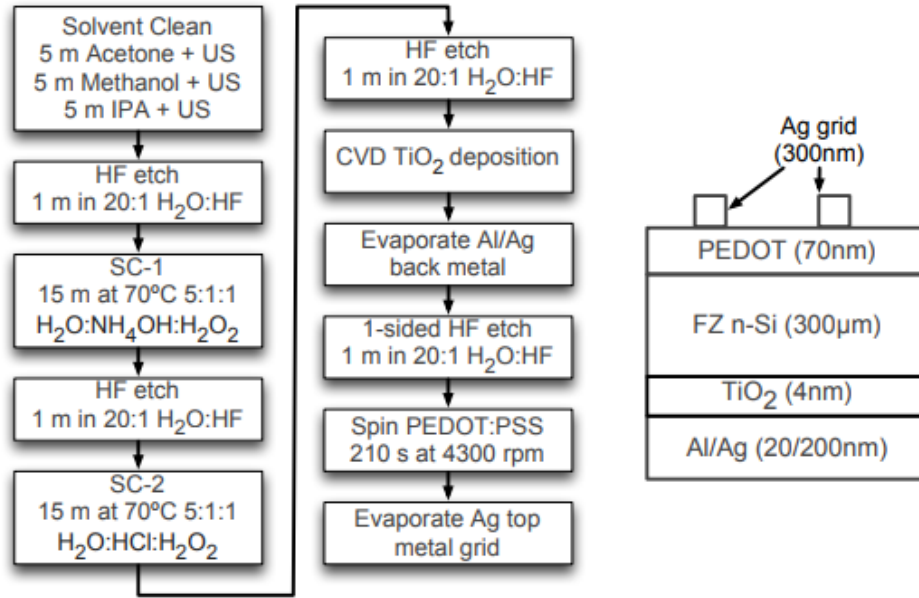 Solvent Clean
5 m Acetone + US
5 m Methanol + US
5 m IPA + US
HF etch
1 m in 20:1 H₂O:HF
SC-1
15 m at 70ºC 5:1:1
H₂O:NH₄OH:H₂O₂
HF etch
1 m in 20:1 H₂O:HF
SC-2
15 m at 70ºC 5:1:1
H₂O:HCl:H₂O₂
HF etch
1 m in 20:1 H₂O:HF
CVD TiO₂ deposition
Evaporate Al/Ag
back metal
1-sided HF etch
1 m in 20:1 H₂O:HF
Spin PEDOT:PSS
210 s at 4300 rpm
Evaporate Ag top
metal grid
Ag grid
(300nm)
PEDOT (70nm)
FZ n-Si (300µm)
TiO₂ (4nm)
Al/Ag (20/200nm)